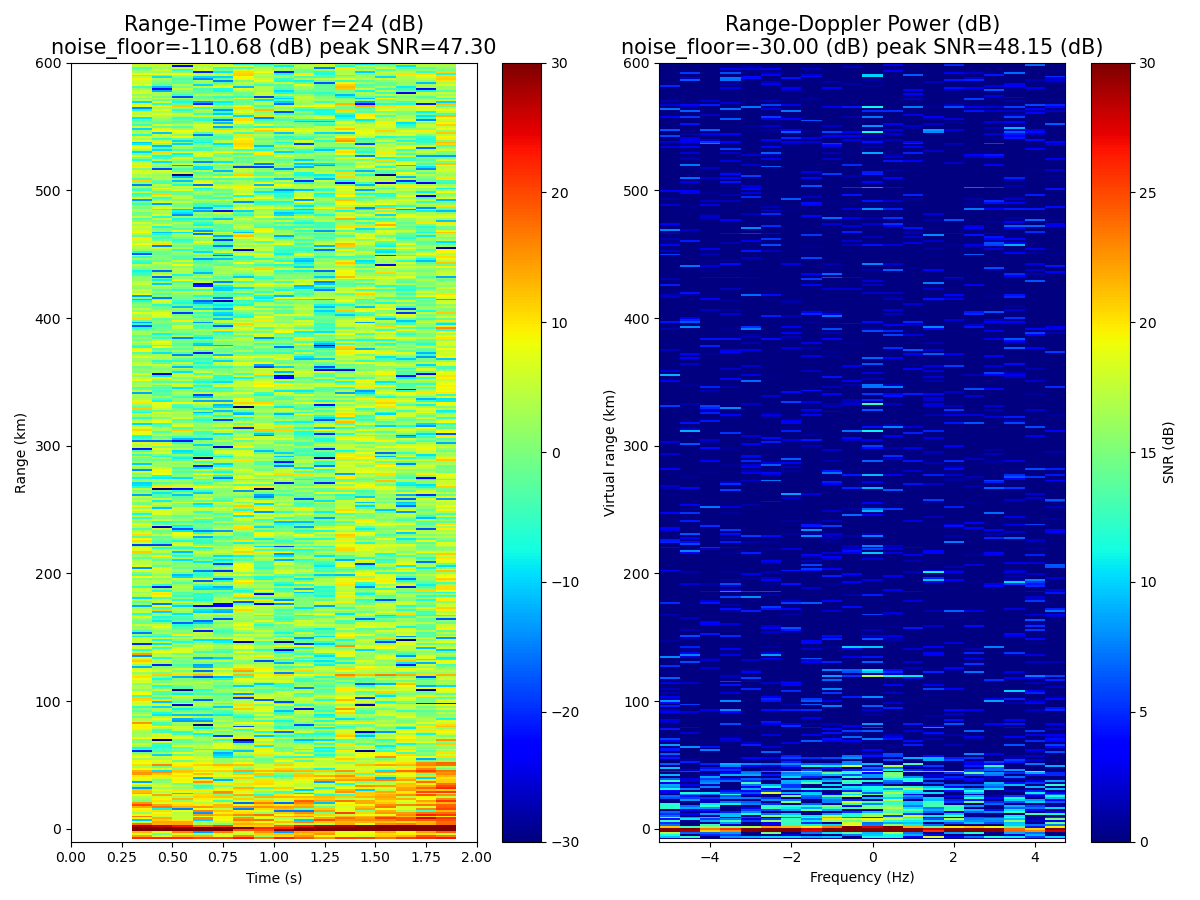 Range-Time Power f=24 (dB)
noise_floor=-110.68 (dB) peak SNR=47.30
Range-Doppler Power (dB)
noise_floor=-30.00 (dB) peak SNR=48.15 (dB)
600
500
400
300
200
100
0
Range (km)
0.00 0.25 0.50 0.75 1.00 1.25 1.50 1.75 2.00
Time (s)
30
20
10
0
−10
−20
−30
600
500
400
300
200
100
0
Virtual range (km)
−4 −2 0 2 4
Frequency (Hz)
30
25
20
15
10
5
0
SNR (dB)